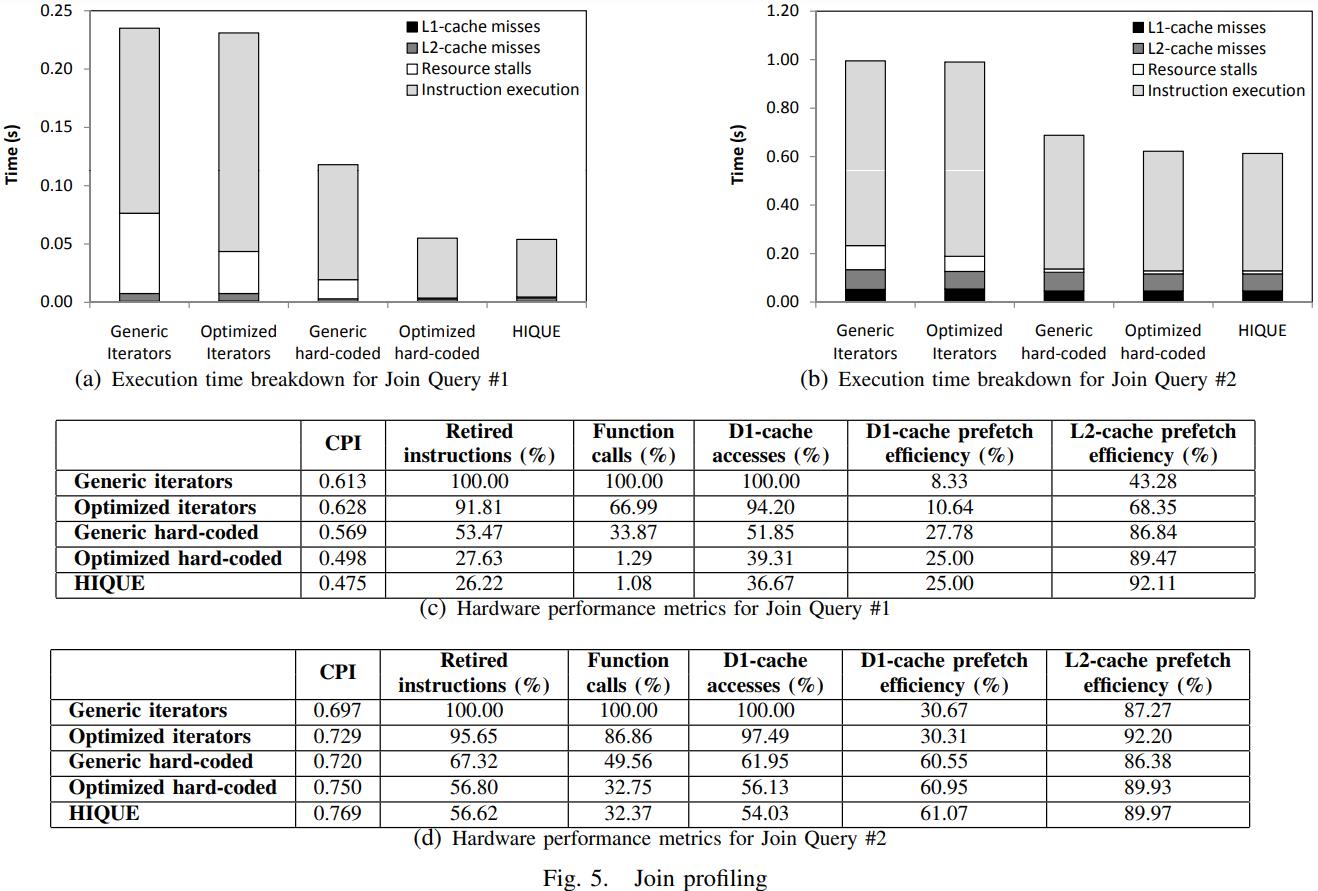 0.25
0.20
0.15
0.10
0.05
0.00
Time (s)
L1-cache misses
L2-cache misses
Resource stalls
Instruction execution
Generic Iterators
Optimized Iterators
Generic hard-coded
Optimized hard-coded
HIQUE
(a) Execution time breakdown for Join Query #1
1.20
1.00
0.80
0.60
0.40
0.20
0.00
Time (s)
L1-cache misses
L2-cache misses
Resource stalls
Instruction execution
Generic Iterators
Optimized Iterators
Generic hard-coded
Optimized hard-coded
HIQUE
(b) Execution time breakdown for Join Query #2
CPI Retired instructions (%) Function calls (%) D1-cache accesses (%) D1-cache prefetch efficiency (%) L2-cache prefetch efficiency (%)
Generic iterators 0.613 100.00 100.00 100.00 8.33 43.28
Optimized iterators 0.628 91.81 66.99 94.20 10.64 68.35
Generic hard-coded 0.569 53.47 33.87 51.85 27.78 86.84
Optimized hard-coded 0.498 27.63 1.29 39.31 25.00 89.47
HIQUE 0.475 26.22 1.08 36.67 25.00 92.11
(c) Hardware performance metrics for Join Query #1
CPI Retired instructions (%) Function calls (%) D1-cache accesses (%) D1-cache prefetch efficiency (%) L2-cache prefetch efficiency (%)
Generic iterators 0.697 100.00 100.00 100.00 30.67 87.27
Optimized iterators 0.729 95.65 86.86 97.49 30.31 92.20
Generic hard-coded 0.720 67.32 49.56 61.95 60.55 86.38
Optimized hard-coded 0.750 56.80 32.75 56.13 60.95 89.93
HIQUE 0.769 56.62 32.37 54.03 61.07 89.97
(d) Hardware performance metrics for Join Query #2
Fig. 5. Join profiling